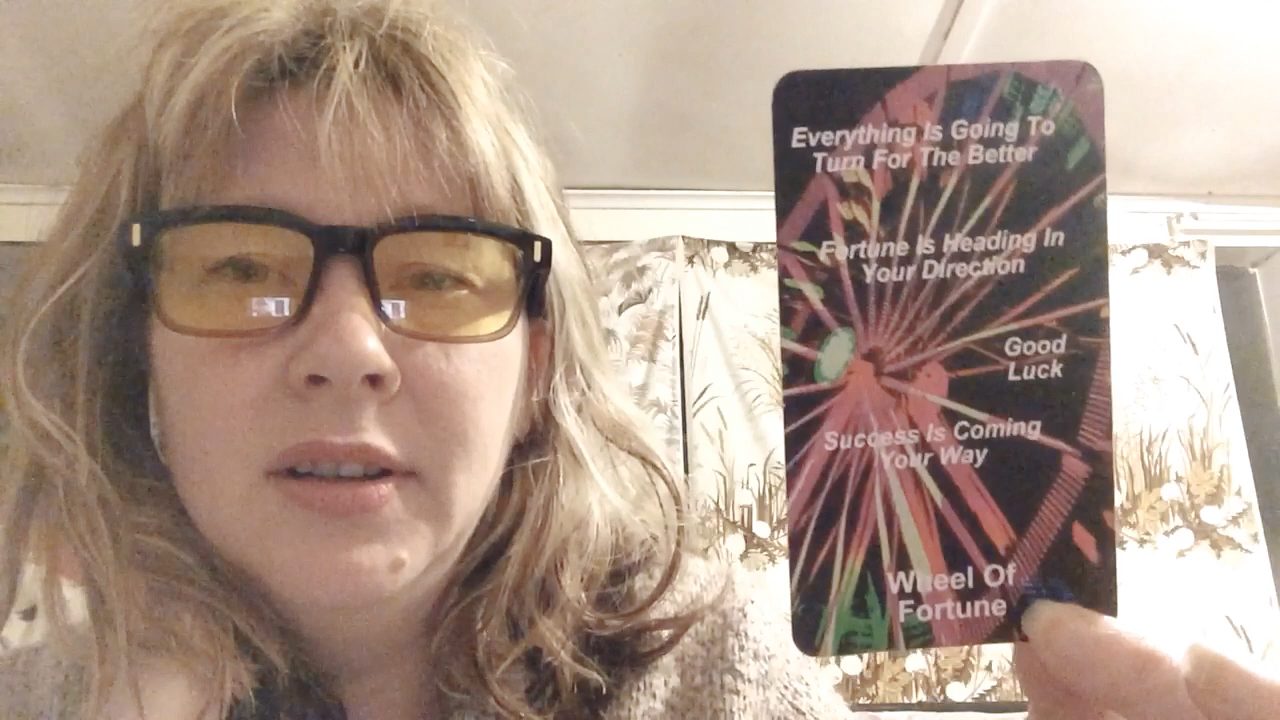 Everything Is Going To
Turn For The Better
Fortune Is Heading In
Your Direction
Good
Luck
Success Is Coming
Your Way
Wheel Of
Fortune